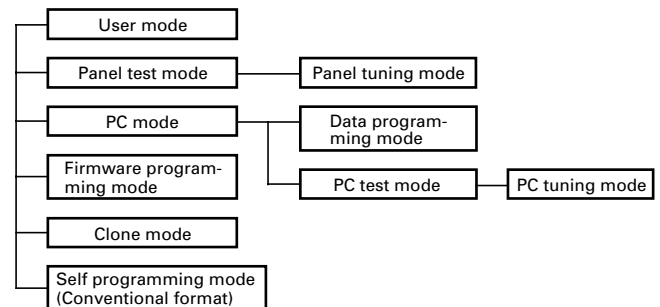 User mode
Panel test mode
Panel tuning mode
PC mode
Data program-
ming mode
Firmware program-
ming mode
PC test mode
PC tuning mode
Clone mode
Self programming mode
(Conventional format)